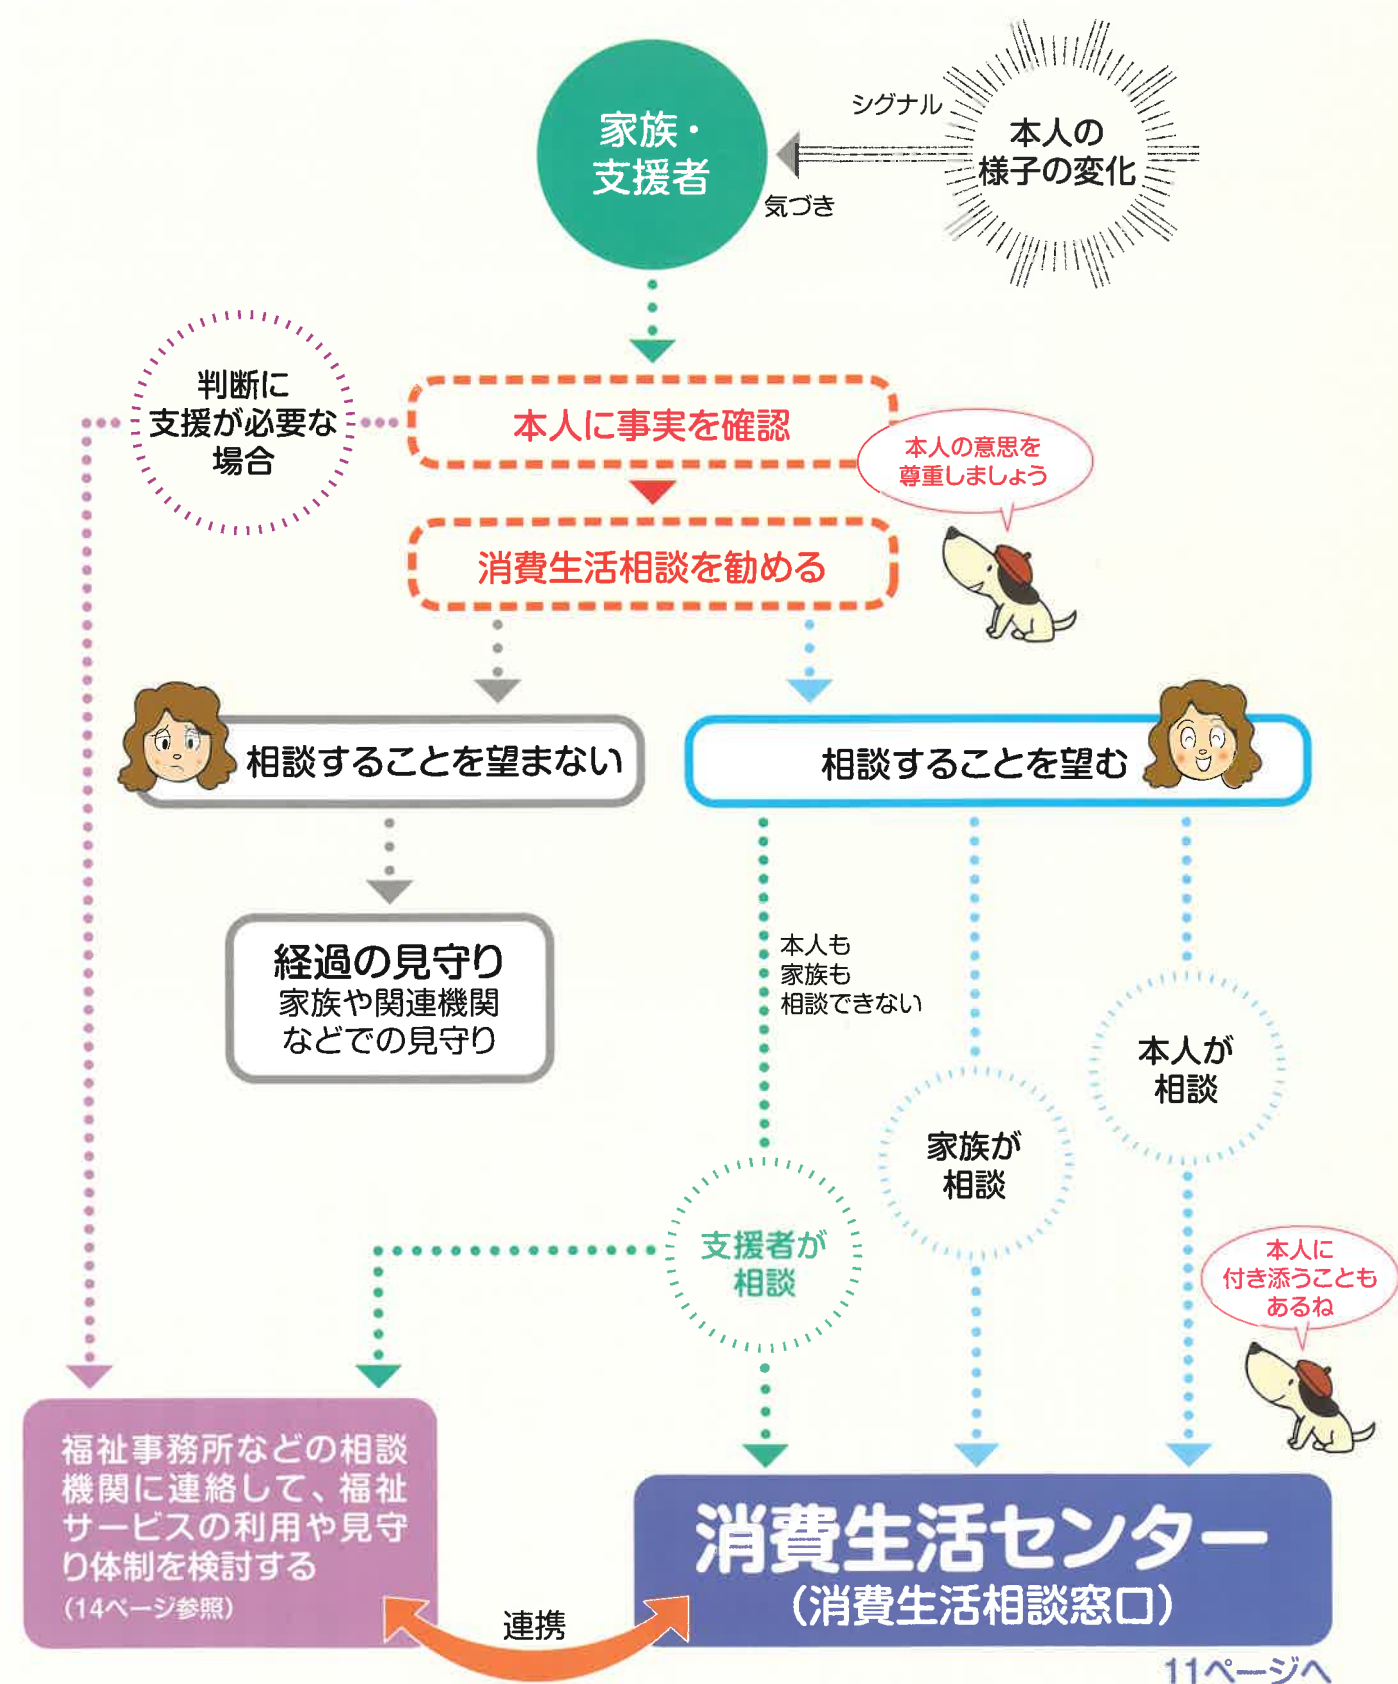 家族・
支援者
シグナル
気づき
本人の
様子の変化
判断に
支援が必要な
場合
本人に事実を確認
本人の意思を
尊重しましょう
消費生活相談を勧める
相談することを望まない
相談することを望む
経過の見守り
家族や関連機関
などでの見守り
本人も
家族も
相談できない
本人が
相談
家族が
相談
支援者が
相談
本人に
付き添うことも
あるね
福祉事務所などの相談
機関に連絡して、福祉
サービスの利用や見守
り体制を検討する
(14ページ参照)
連携
消費生活センター
(消費生活相談窓口)
11ページへ